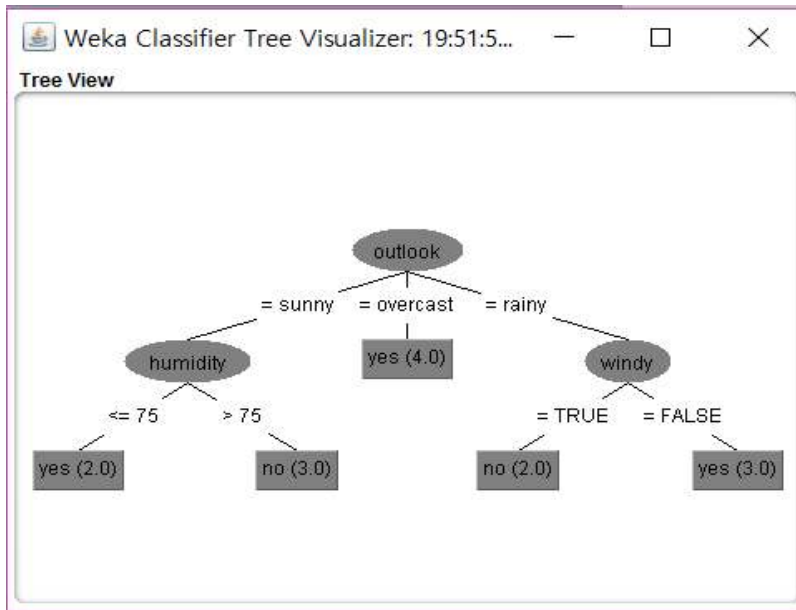 Weka Classifier Tree Visualizer: 19:51:5...
Tree View
outlook
= sunny
= overcast
= rainy
humidity
yes (4.0)
windy
<= 75
> 75
= TRUE
= FALSE
yes (2.0)
no (3.0)
no (2.0)
yes (3.0)